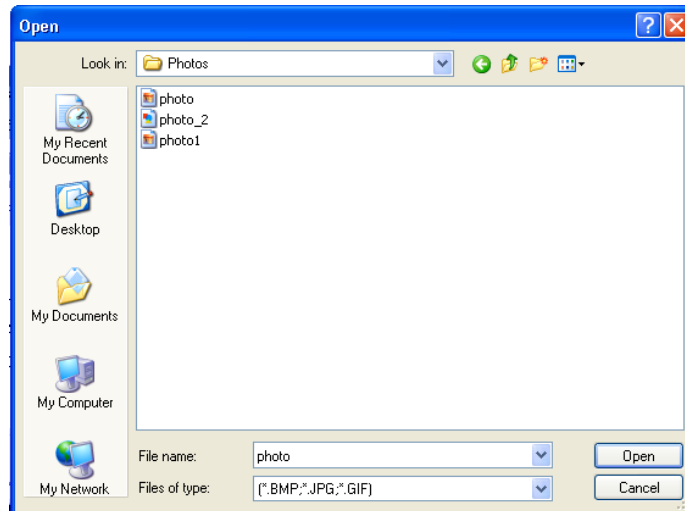 Open
Look in:
Photos
My Recent
Documents
Desktop
My Documents
My Computer
My Network
photo
photo_2
photo1
File name:
photo
Open
Files of type:
(*.BMP;*.JPG;*.GIF)
Cancel